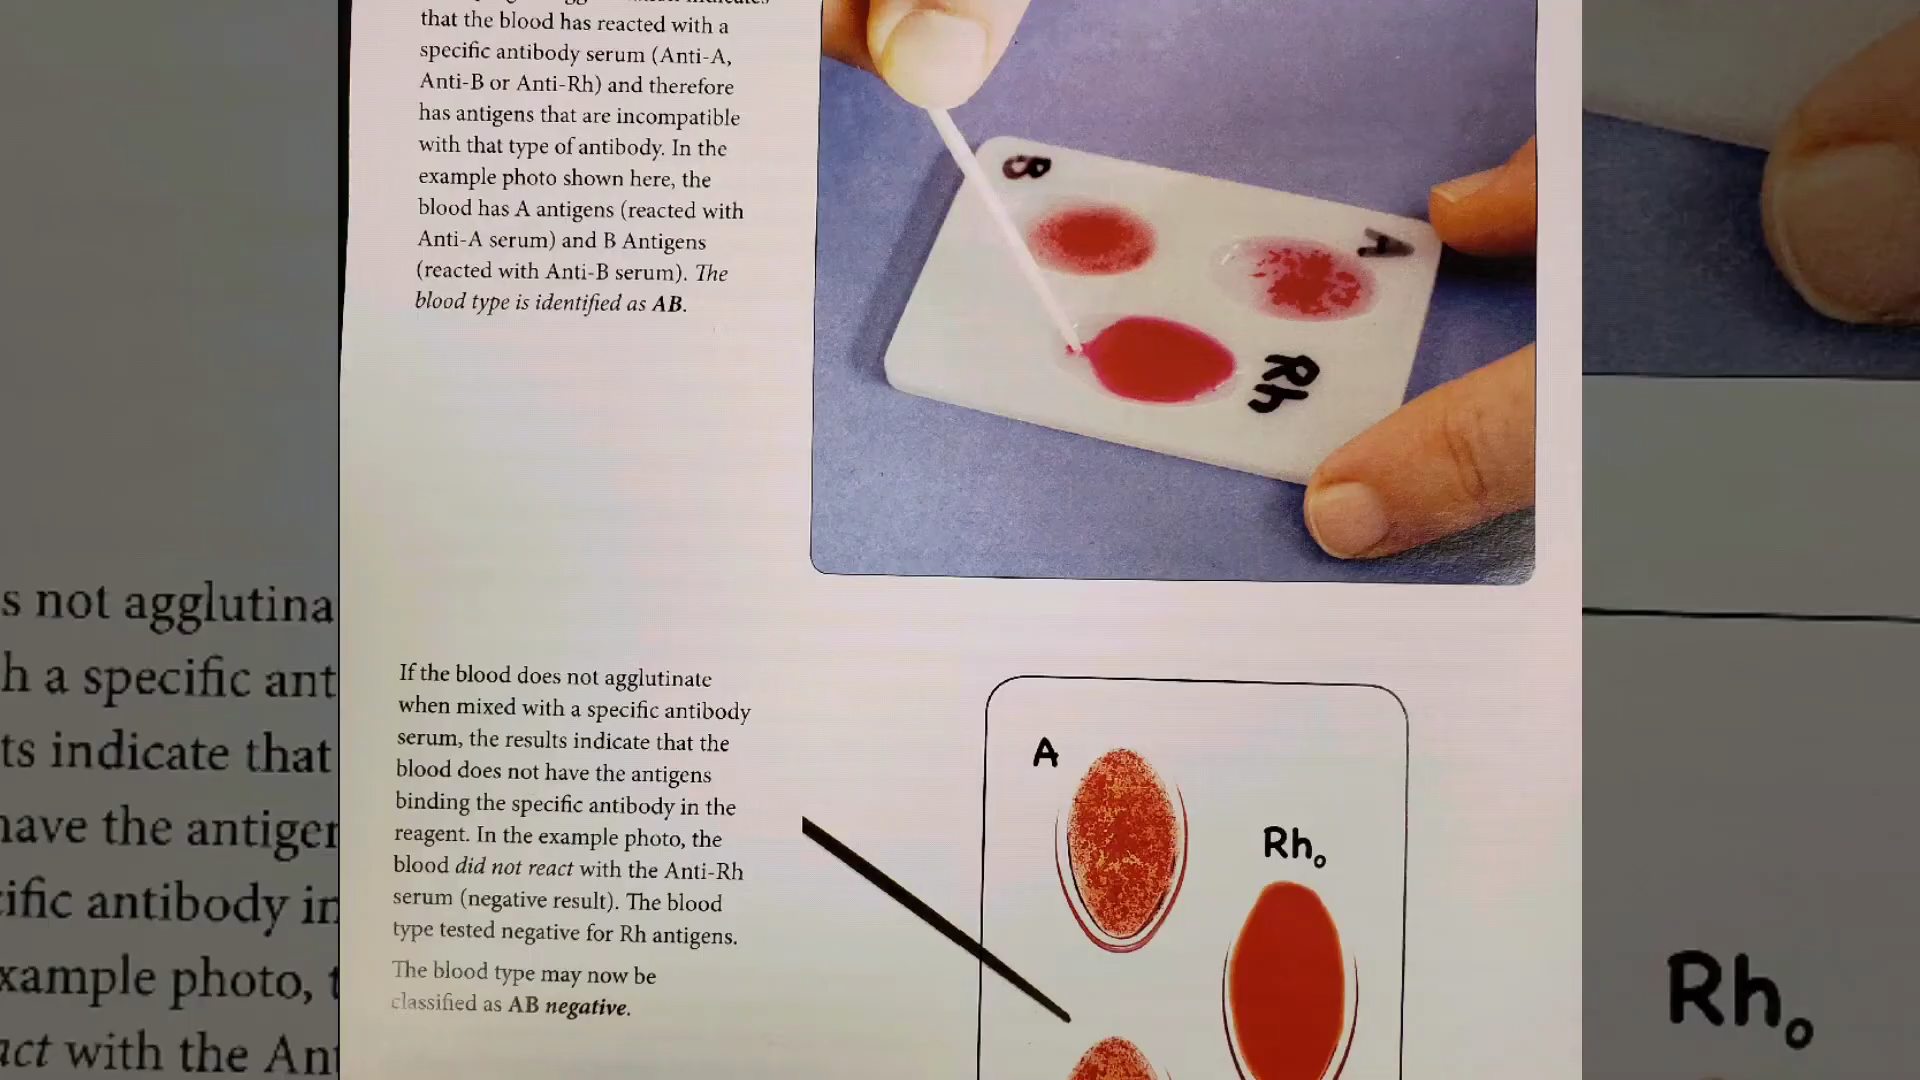 that the blood has reacted with a
specific antibody serum (Anti-A,
Anti-B or Anti-Rh) and therefore
has antigens that are incompatible
with that type of antibody. In the
example photo shown here, the
blood has A antigens (reacted with
Anti-A serum) and B Antigens
(reacted with Anti-B serum). The
blood type is identified as AB.
B
A
Rh
If the blood does not agglutinate
when mixed with a specific antibody
serum, the results indicate that the
blood does not have the antigens
binding the specific antibody in the
reagent. In the example photo, the
blood did not react with the Anti-Rh
serum (negative result). The blood
type tested negative for Rh antigens.
The blood type may now be
classified as AB negative.
A
Rho
s not agglutina
h a specific ant
ts indicate that
have the antiger
ific antibody in
xample photo, t
act with the An
Rho